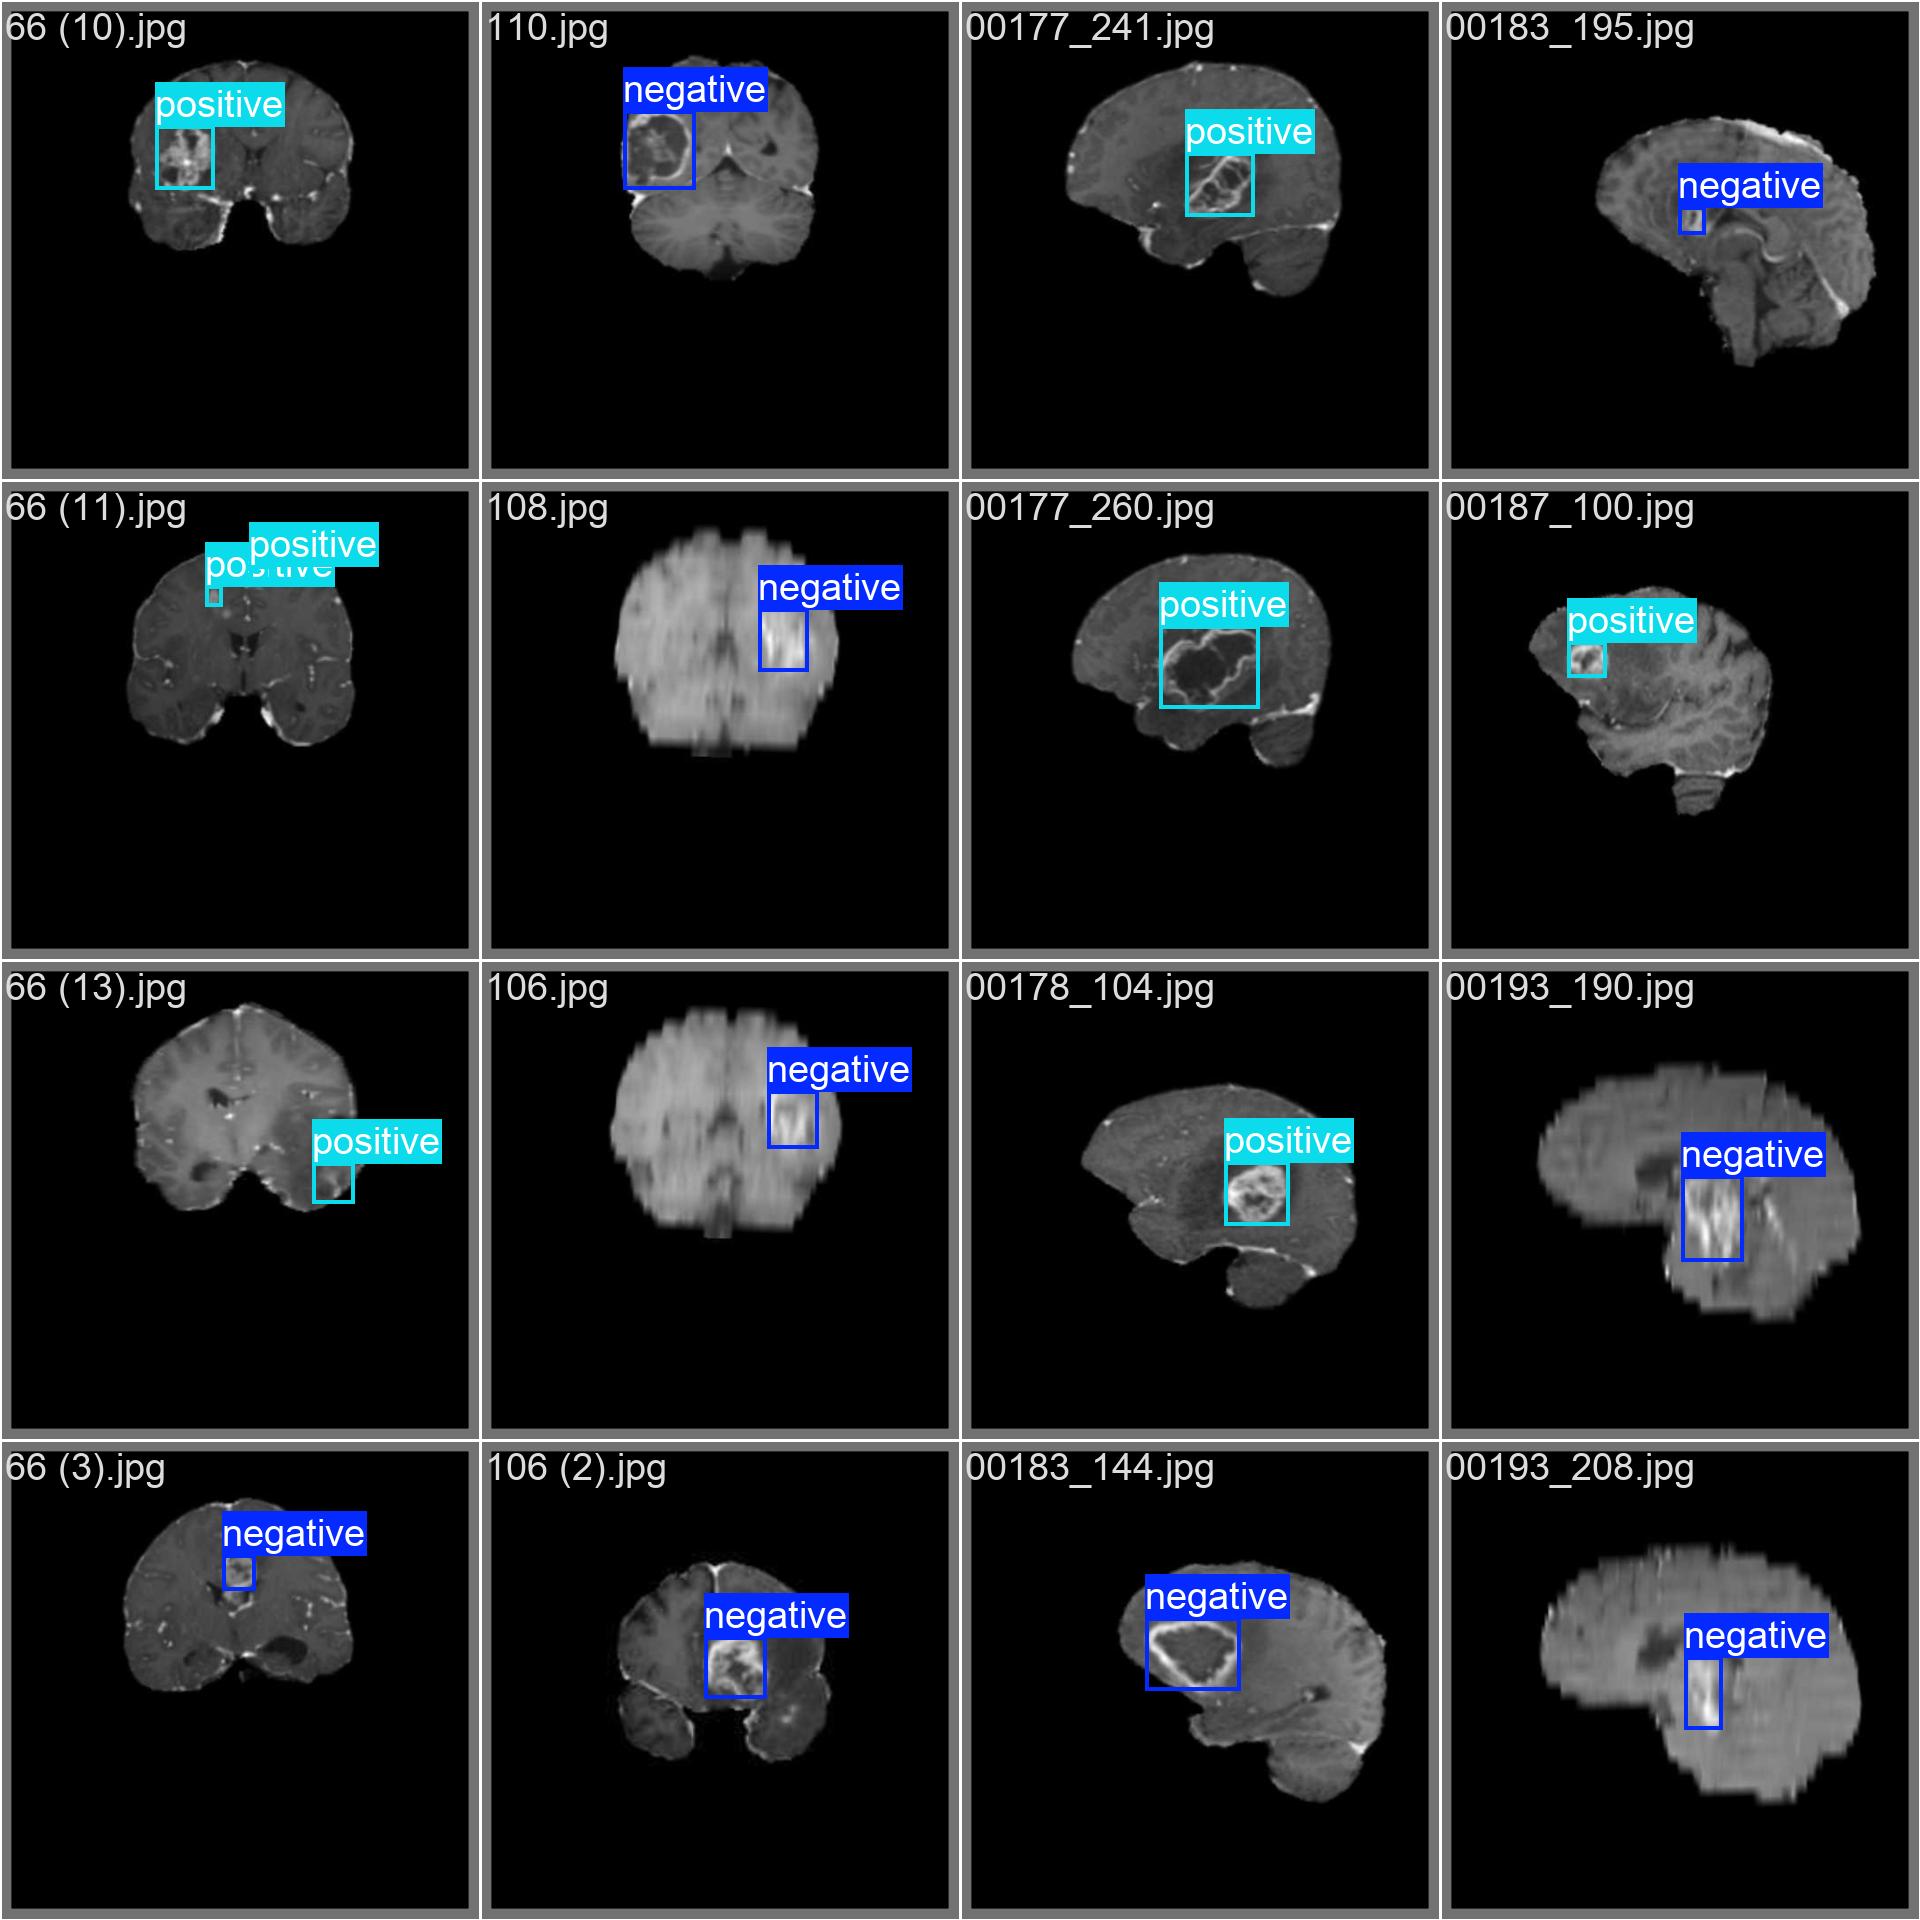 66 (10).jpg
positive
110.jpg
negative
00177_241.jpg
positive
00183_195.jpg
negative
66 (11).jpg
positive
positive
108.jpg
negative
00177_260.jpg
positive
00187_100.jpg
positive
66 (13).jpg
positive
106.jpg
negative
00178_104.jpg
positive
00193_190.jpg
negative
66 (3).jpg
negative
106 (2).jpg
negative
00183_144.jpg
negative
00193_208.jpg
negative